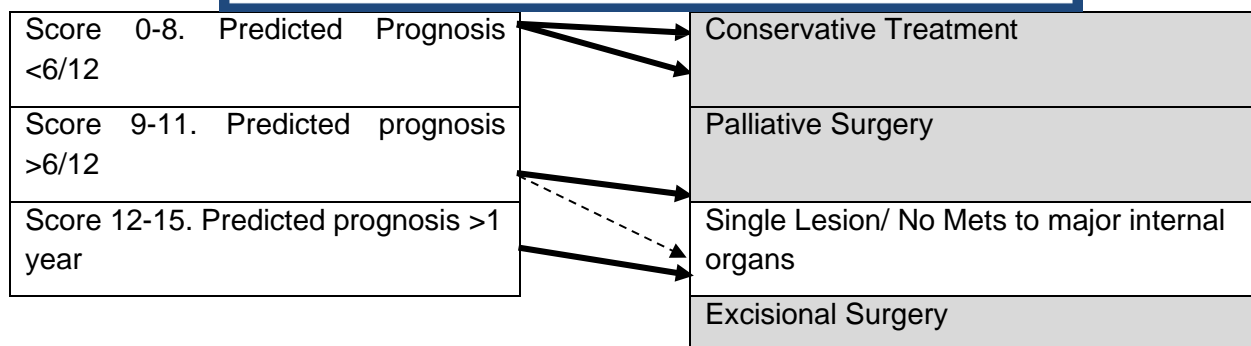 Score 0-8. Predicted Prognosis
<6/12
Conservative Treatment
Score 9-11. Predicted prognosis
>6/12
Palliative Surgery
Score 12-15. Predicted prognosis >1
year
Single Lesion/ No Mets to major internal
organs
Excisional Surgery